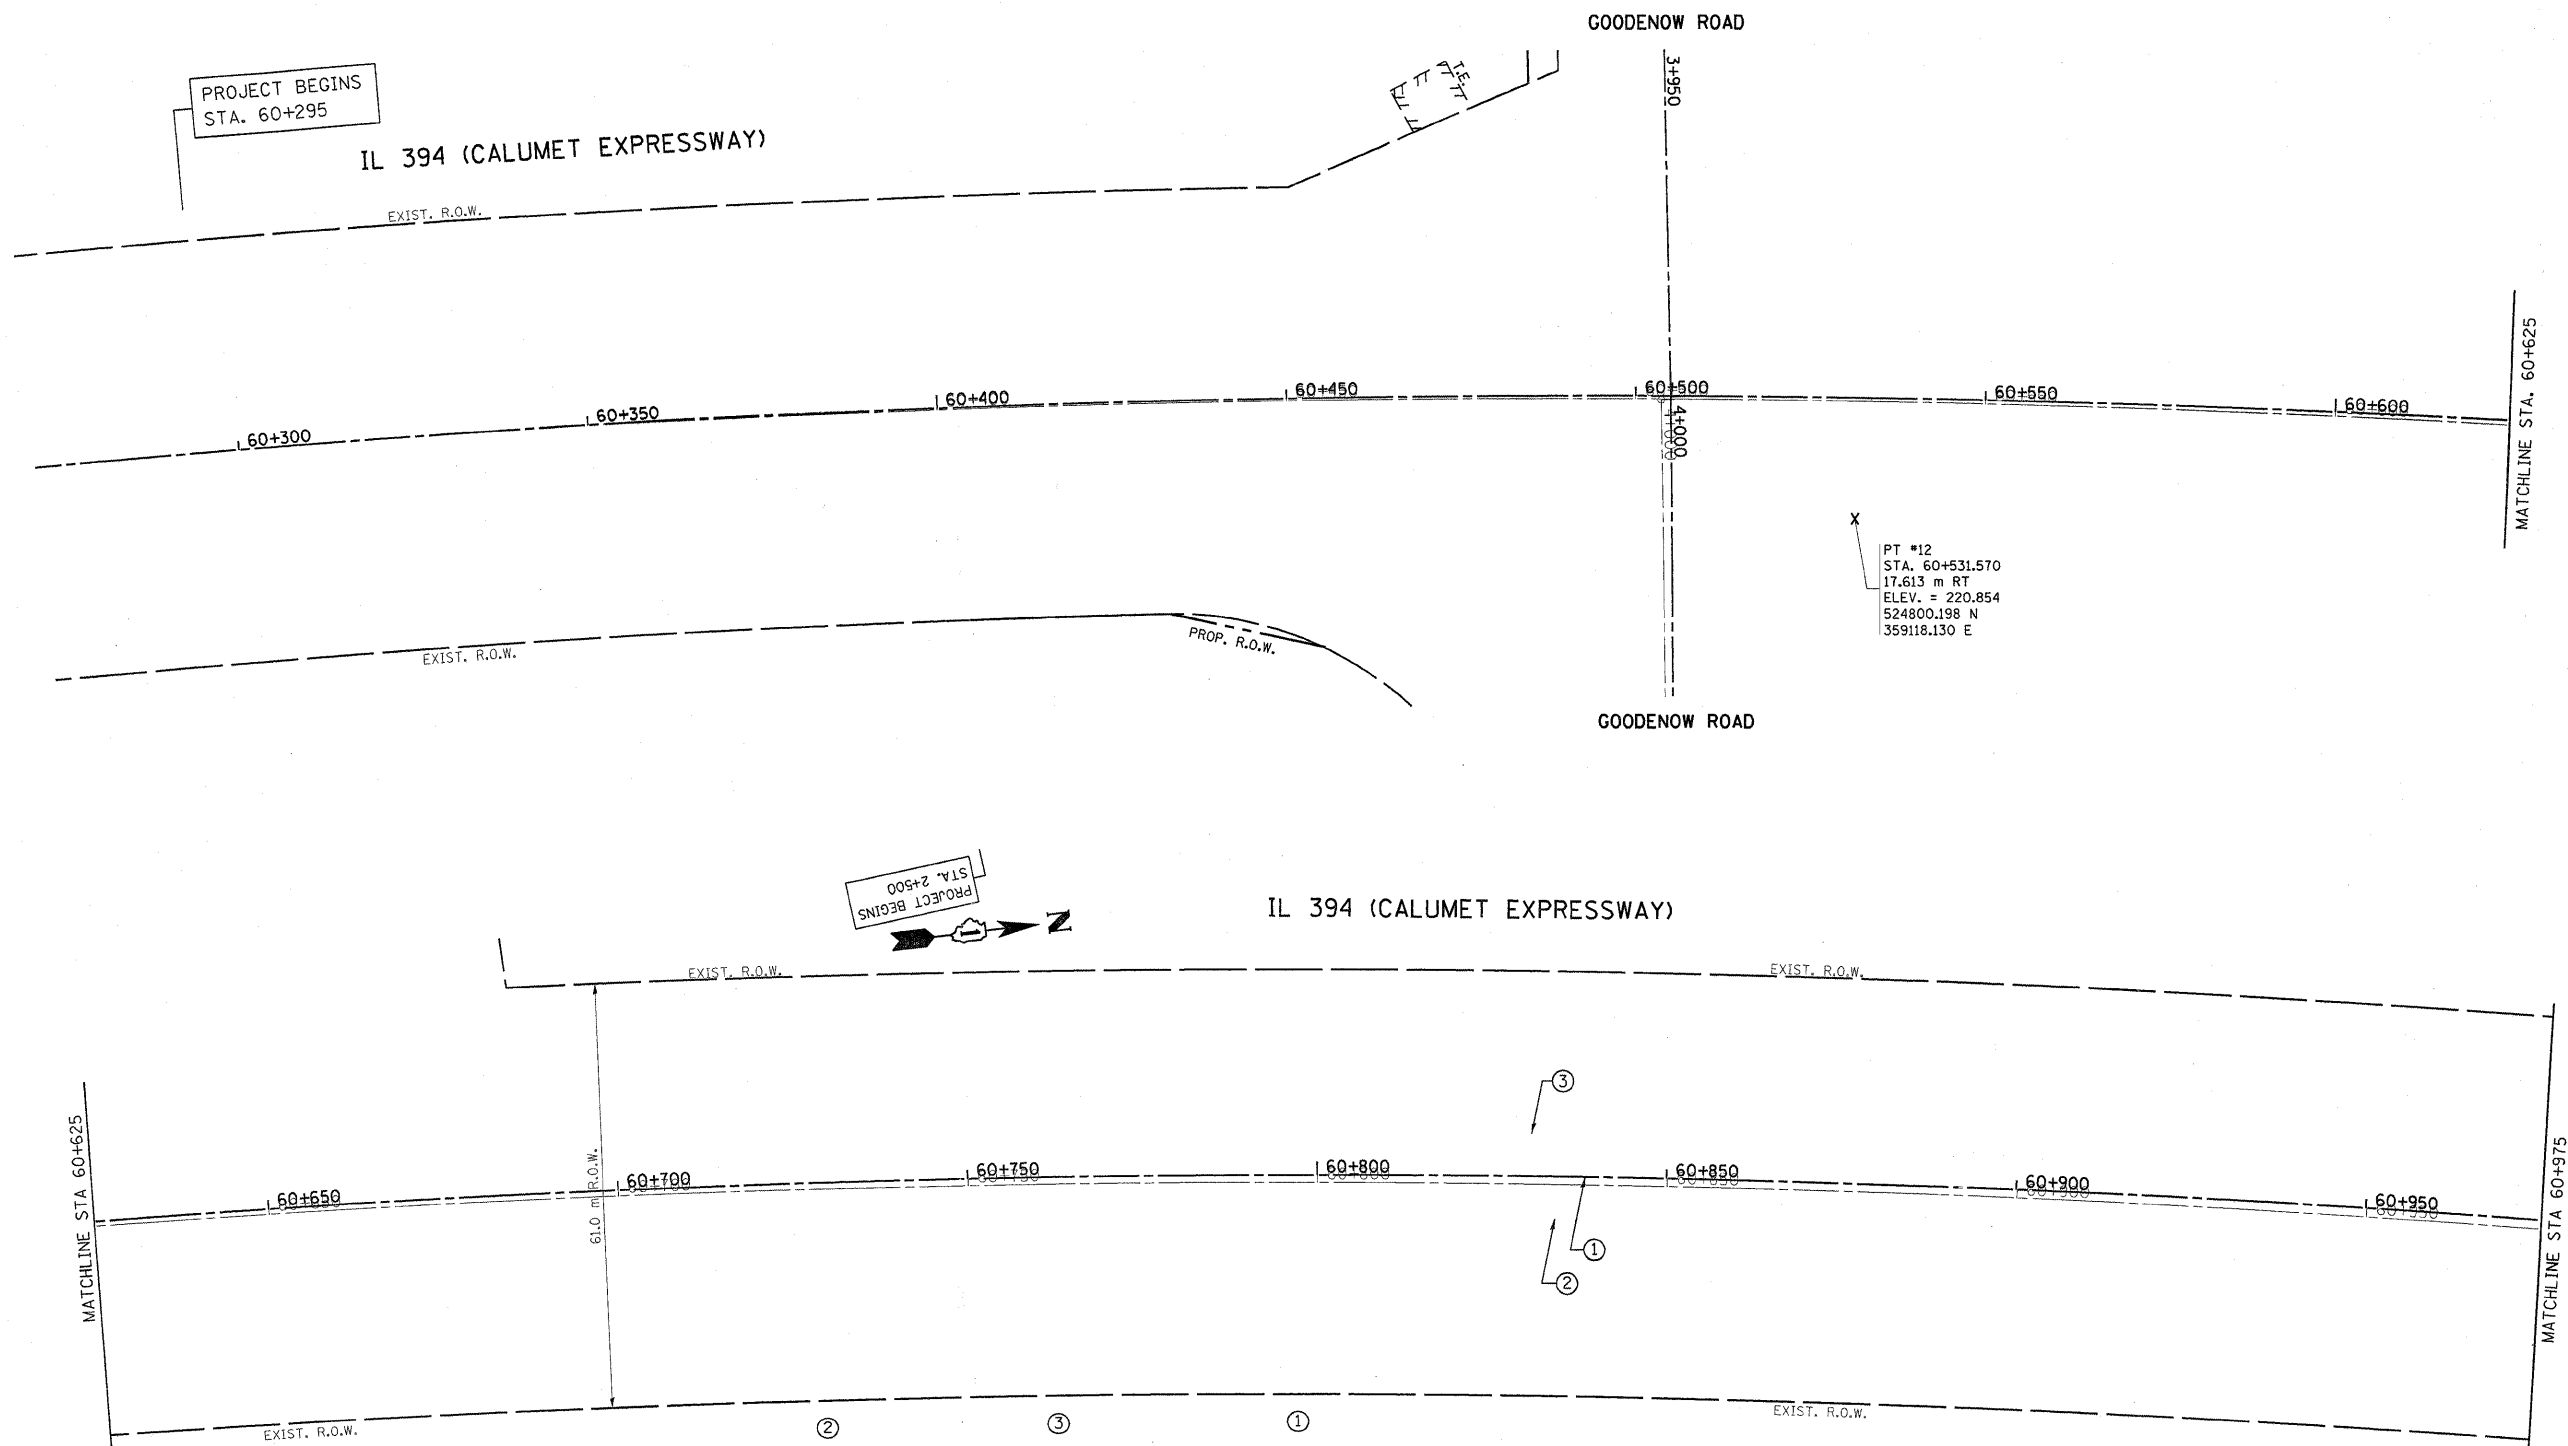 GOODENOW ROAD
PROJECT BEGINS
STA. 60+295
IL 394 (CALUMET EXPRESSWAY)
T.E.
3+950
EXIST. R.O.W.
60+300
60+350
60+400
60+450
60+500
60+550
60+600
4+000
MATCHLINE STA. 60+625
PT #12
STA. 60+531.570
17.613 m RT
ELEV. = 220.854
524800.198 N
359118.130 E
EXIST. R.O.W.
PROP. R.O.W.
GOODENOW ROAD
PROJECT BEGINS
STA. 2+500
1
N
IL 394 (CALUMET EXPRESSWAY)
EXIST. R.O.W.
EXIST. R.O.W.
3
MATCHLINE STA 60+625
60+650
61.0 m R.O.W.
60+700
60+750
60+800
60+850
60+900
60+950
MATCHLINE STA 60+975
1
2
EXIST. R.O.W.
2
3
1
EXIST. R.O.W.